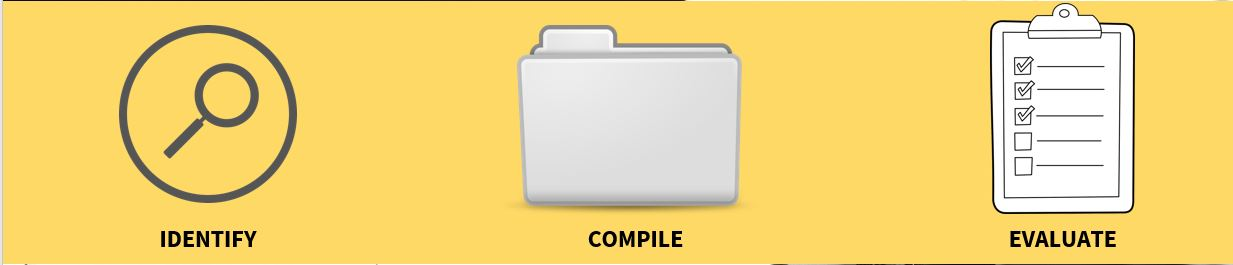 IDENTIFY
COMPILE
EVALUATE